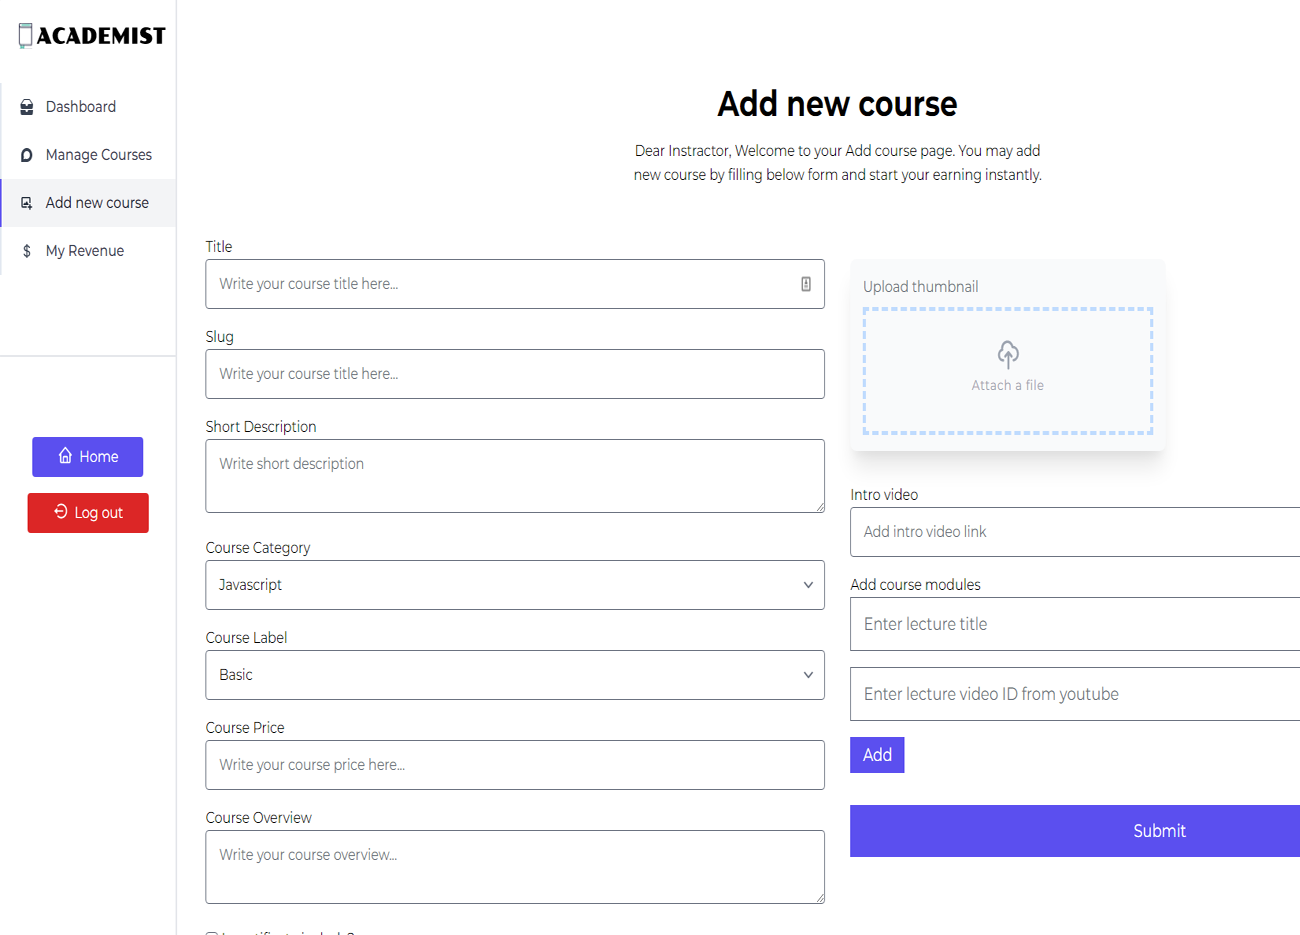 ACADEMIST
Dashboard
Manage Courses
Add new course
My Revenue
Home
Log out
Add new course
Dear Instractor, Welcome to your Add course page. You may add
new course by filling below form and start your earning instantly.
Title
Write your course title here...
Slug
Write your course title here...
Short Description
Write short description
Course Category
Javascript
Course Label
Basic
Course Price
Write your course price here...
Course Overview
Write your course overview...
Upload thumbnail
Attach a file
Intro video
Add intro video link
Add course modules
Enter lecture title
Enter lecture video ID from youtube
Add
Submit